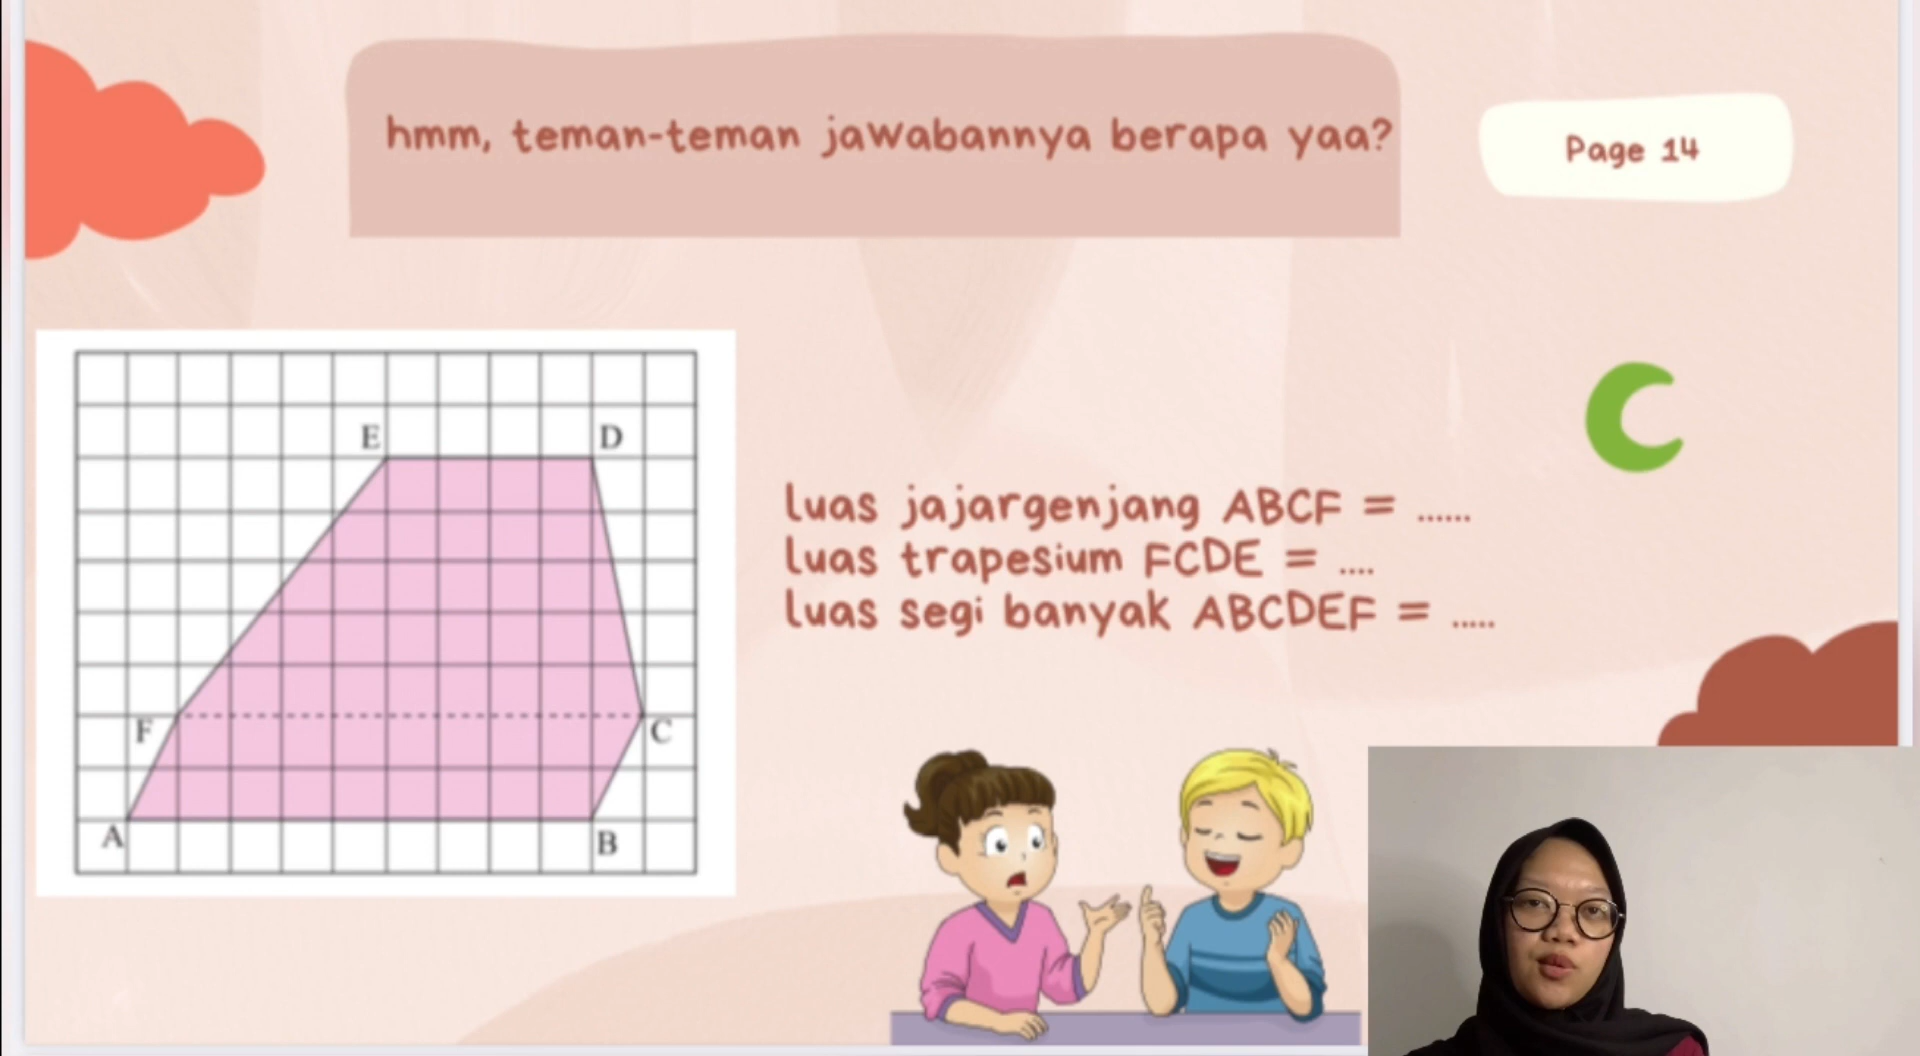 hmm, teman-teman jawabannya berapa yaa?
Page 14
E
D
F
C
A
B
luas jajargenjang ABCF = ......
luas trapesium FCDE = ....
luas segi banyak ABCDEF = .....